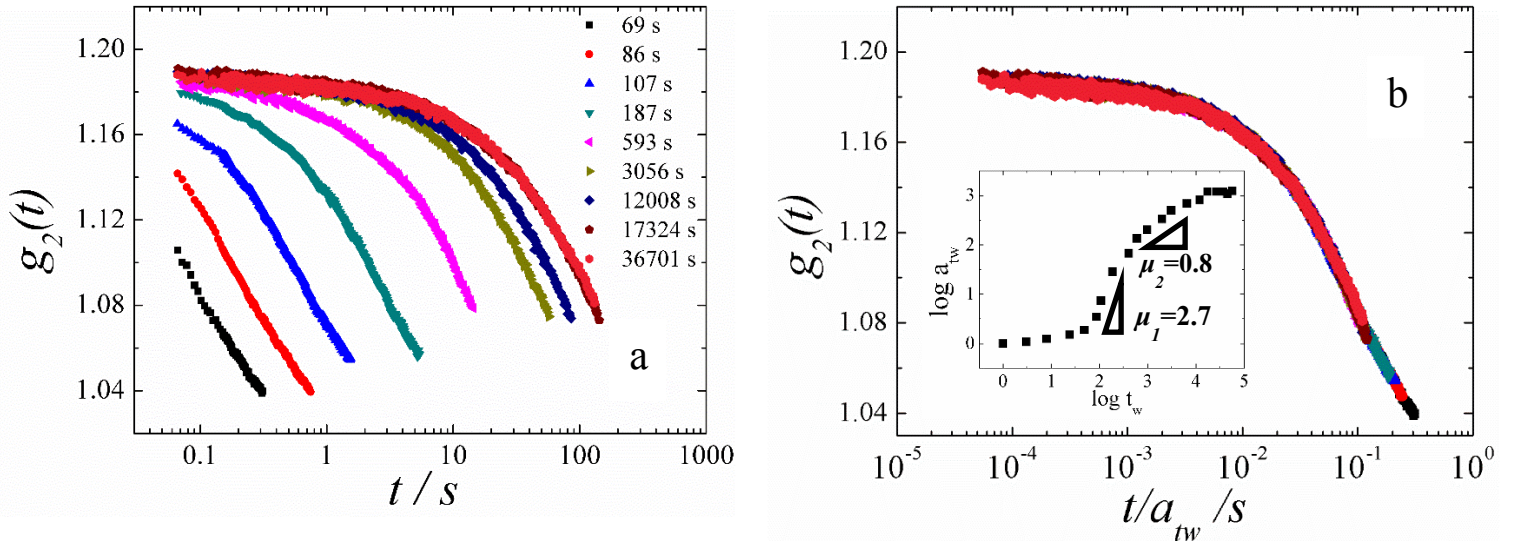 1.20
1.16
1.12
1.08
1.04
g2(t)
69 s
86 s
107 s
187 s
593 s
3056 s
12008 s
17324 s
36701 s
a
0.1 1 10 100 1000
t / s
1.20
1.16
1.12
1.08
1.04
g2(t)
b
3
2
1
0
log atw
μ2=0.8
μ1=2.7
0 1 2 3 4 5
log tw
10-5 10-4 10-3 10-2 10-1 100
t/atw /s